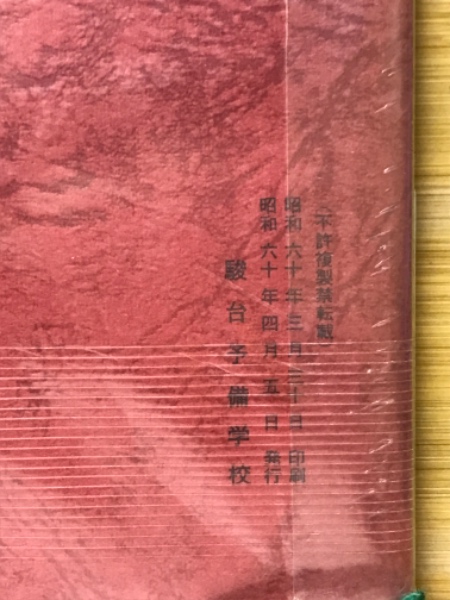 （不許複製禁転載）
昭和六十年三月三十日 印刷
昭和六十年四月五日 発行
駿台予備学校